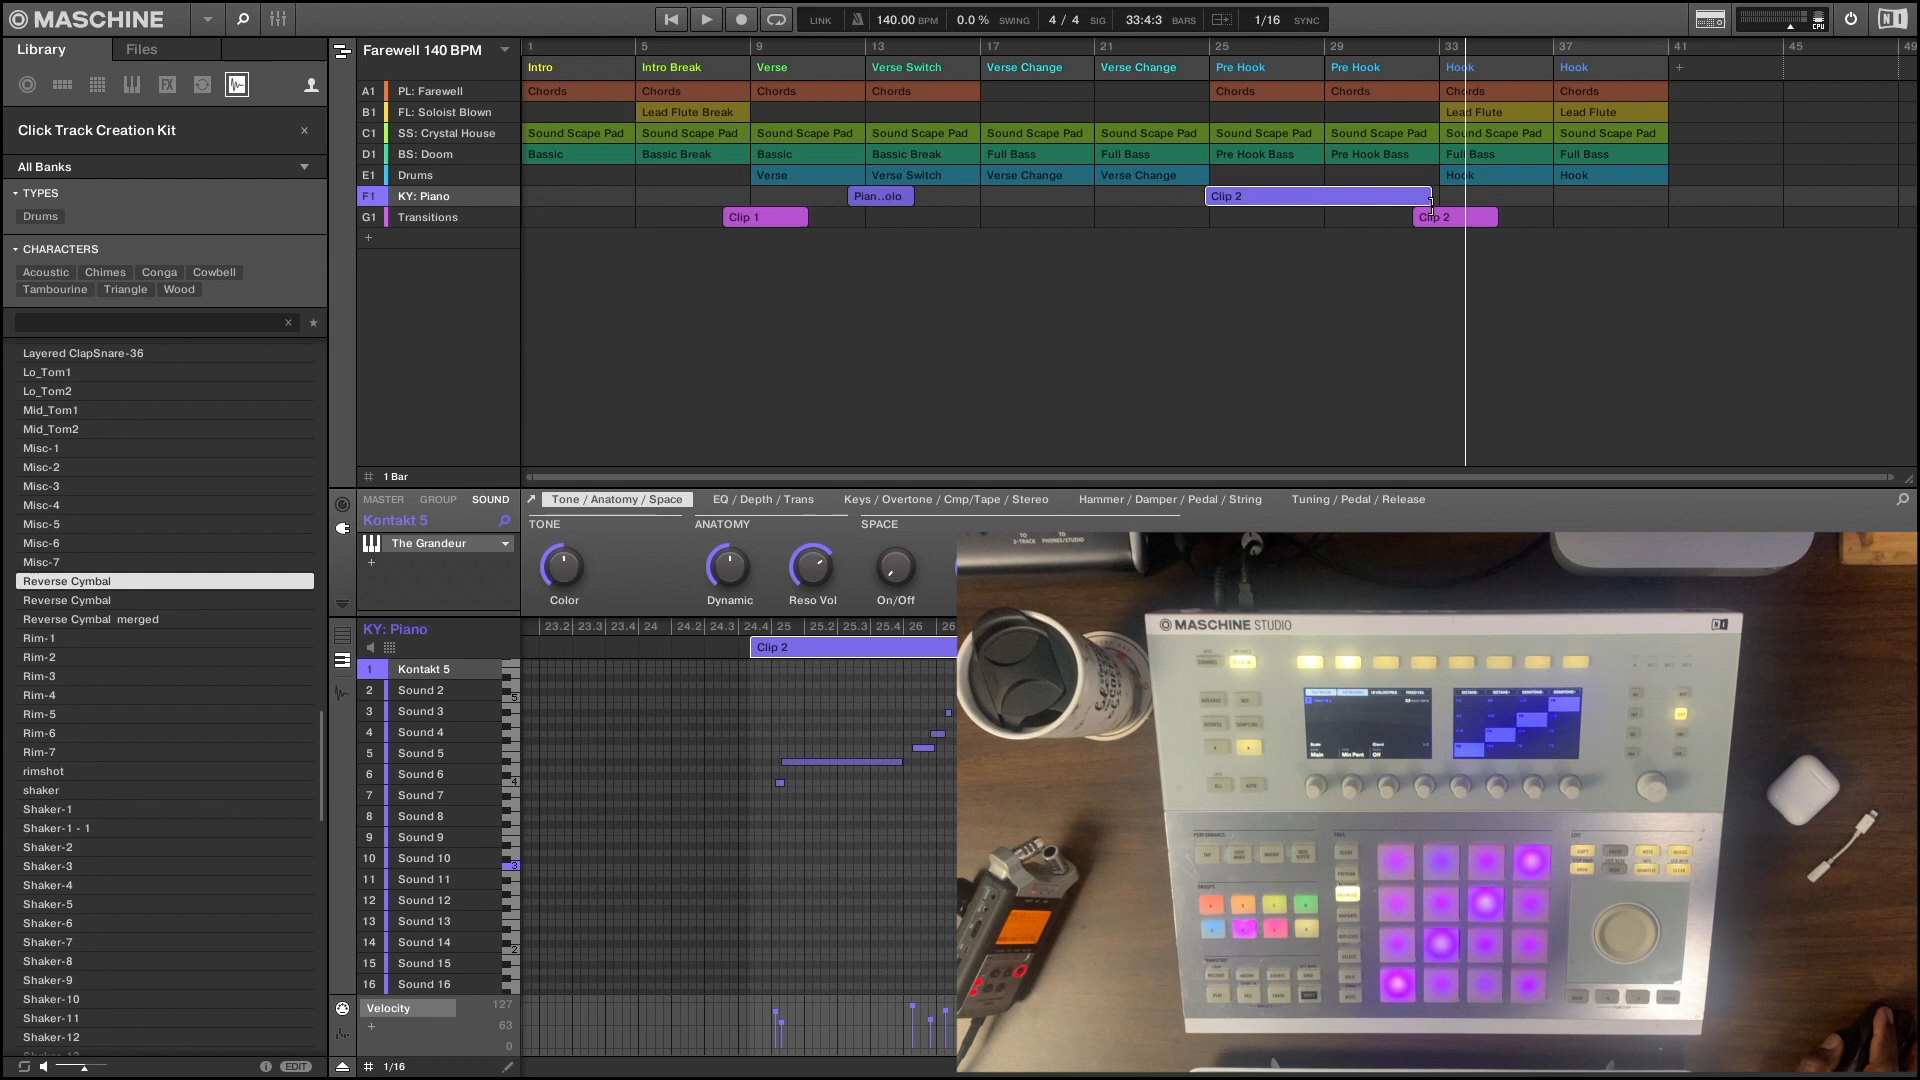 MASCHINE
LINK 140.00 BPM 0.0 % SWING 4 / 4 SIG 33:4:3 BARS 1/16 SYNC
CPU
Library Files
Farewell 140 BPM
1 5 9 13 17 21 25 29 33 37 41 45 49
Intro Intro Break Verse Verse Switch Verse Change Verse Change Pre Hook Pre Hook Hook Hook +
A1 PL: Farewell Chords Chords Chords Chords Chords Chords Chords Chords
B1 FL: Soloist Blown Lead Flute Break Lead Flute Lead Flute
C1 SS: Crystal House Sound Scape Pad Sound Scape Pad Sound Scape Pad Sound Scape Pad Sound Scape Pad Sound Scape Pad Sound Scape Pad Sound Scape Pad Sound Scape Pad Sound Scape Pad
D1 BS: Doom Bassic Bassic Break Bassic Bassic Break Full Bass Full Bass Pre Hook Bass Pre Hook Bass Full Bass Full Bass
E1 Drums Verse Verse Switch Verse Change Verse Change Hook Hook
F1 KY: Piano Pian..olo Clip 2
G1 Transitions Clip 1 Clip 2
+
1 Bar
Click Track Creation Kit
All Banks
TYPES
Drums
CHARACTERS
Acoustic Chimes Conga Cowbell
Tambourine Triangle Wood
Layered ClapSnare-36
Lo_Tom1
Lo_Tom2
Mid_Tom1
Mid_Tom2
Misc-1
Misc-2
Misc-3
Misc-4
Misc-5
Misc-6
Misc-7
Reverse Cymbal
Reverse Cymbal
Reverse Cymbal merged
Rim-1
Rim-2
Rim-3
Rim-4
Rim-5
Rim-6
Rim-7
rimshot
shaker
Shaker-1
Shaker-1 - 1
Shaker-2
Shaker-3
Shaker-4
Shaker-5
Shaker-6
Shaker-7
Shaker-8
Shaker-9
Shaker-10
Shaker-11
Shaker-12
EDIT
MASTER GROUP SOUND
Tone / Anatomy / Space EQ / Depth / Trans Keys / Overtone / Cmp/Tape / Stereo Hammer / Damper / Pedal / String Tuning / Pedal / Release
Kontakt 5
The Grandeur
+
TONE ANATOMY SPACE
Color Dynamic Reso Vol On/Off
KY: Piano
23.2 23.3 23.4 24 24.2 24.3 24.4 25 25.2 25.3 25.4 26 26
Clip 2
1 Kontakt 5
2 Sound 2
3 Sound 3
4 Sound 4
5 Sound 5
6 Sound 6
7 Sound 7
8 Sound 8
9 Sound 9
10 Sound 10
11 Sound 11
12 Sound 12
13 Sound 13
14 Sound 14
15 Sound 15
16 Sound 16
5
4
3
2
Velocity 127
+ 63
0
1/16
MASCHINE STUDIO